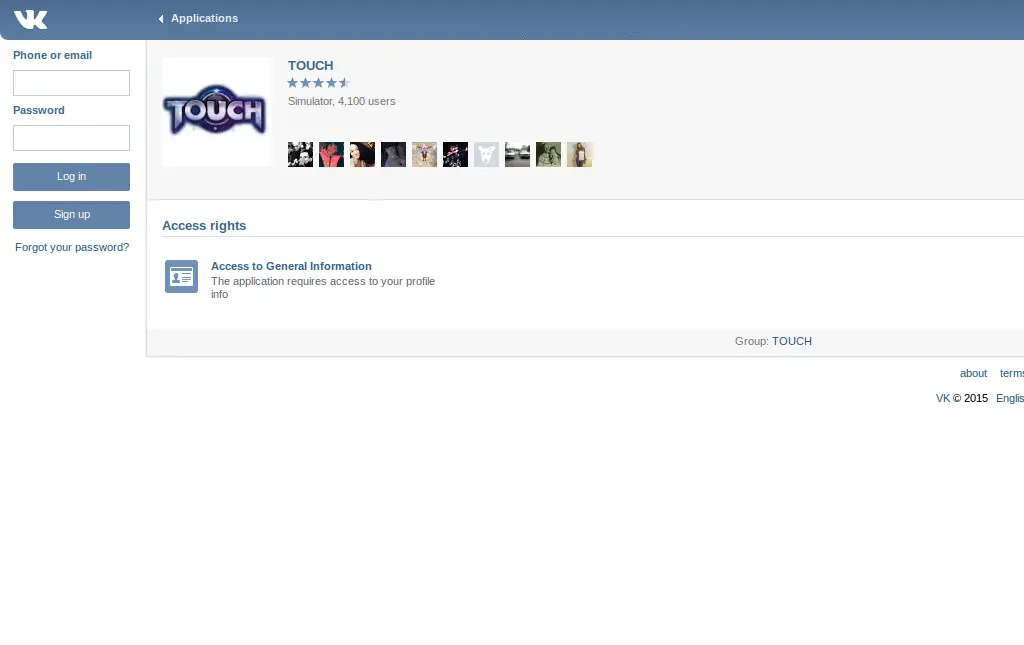 Applications
Phone or email
Password
Log in
Sign up
Forgot your password?
TOUCH
TOUCH
Simulator, 4,100 users
Access rights
Access to General Information
The application requires access to your profile
info
Group: TOUCH
about terms
VK © 2015 Englis